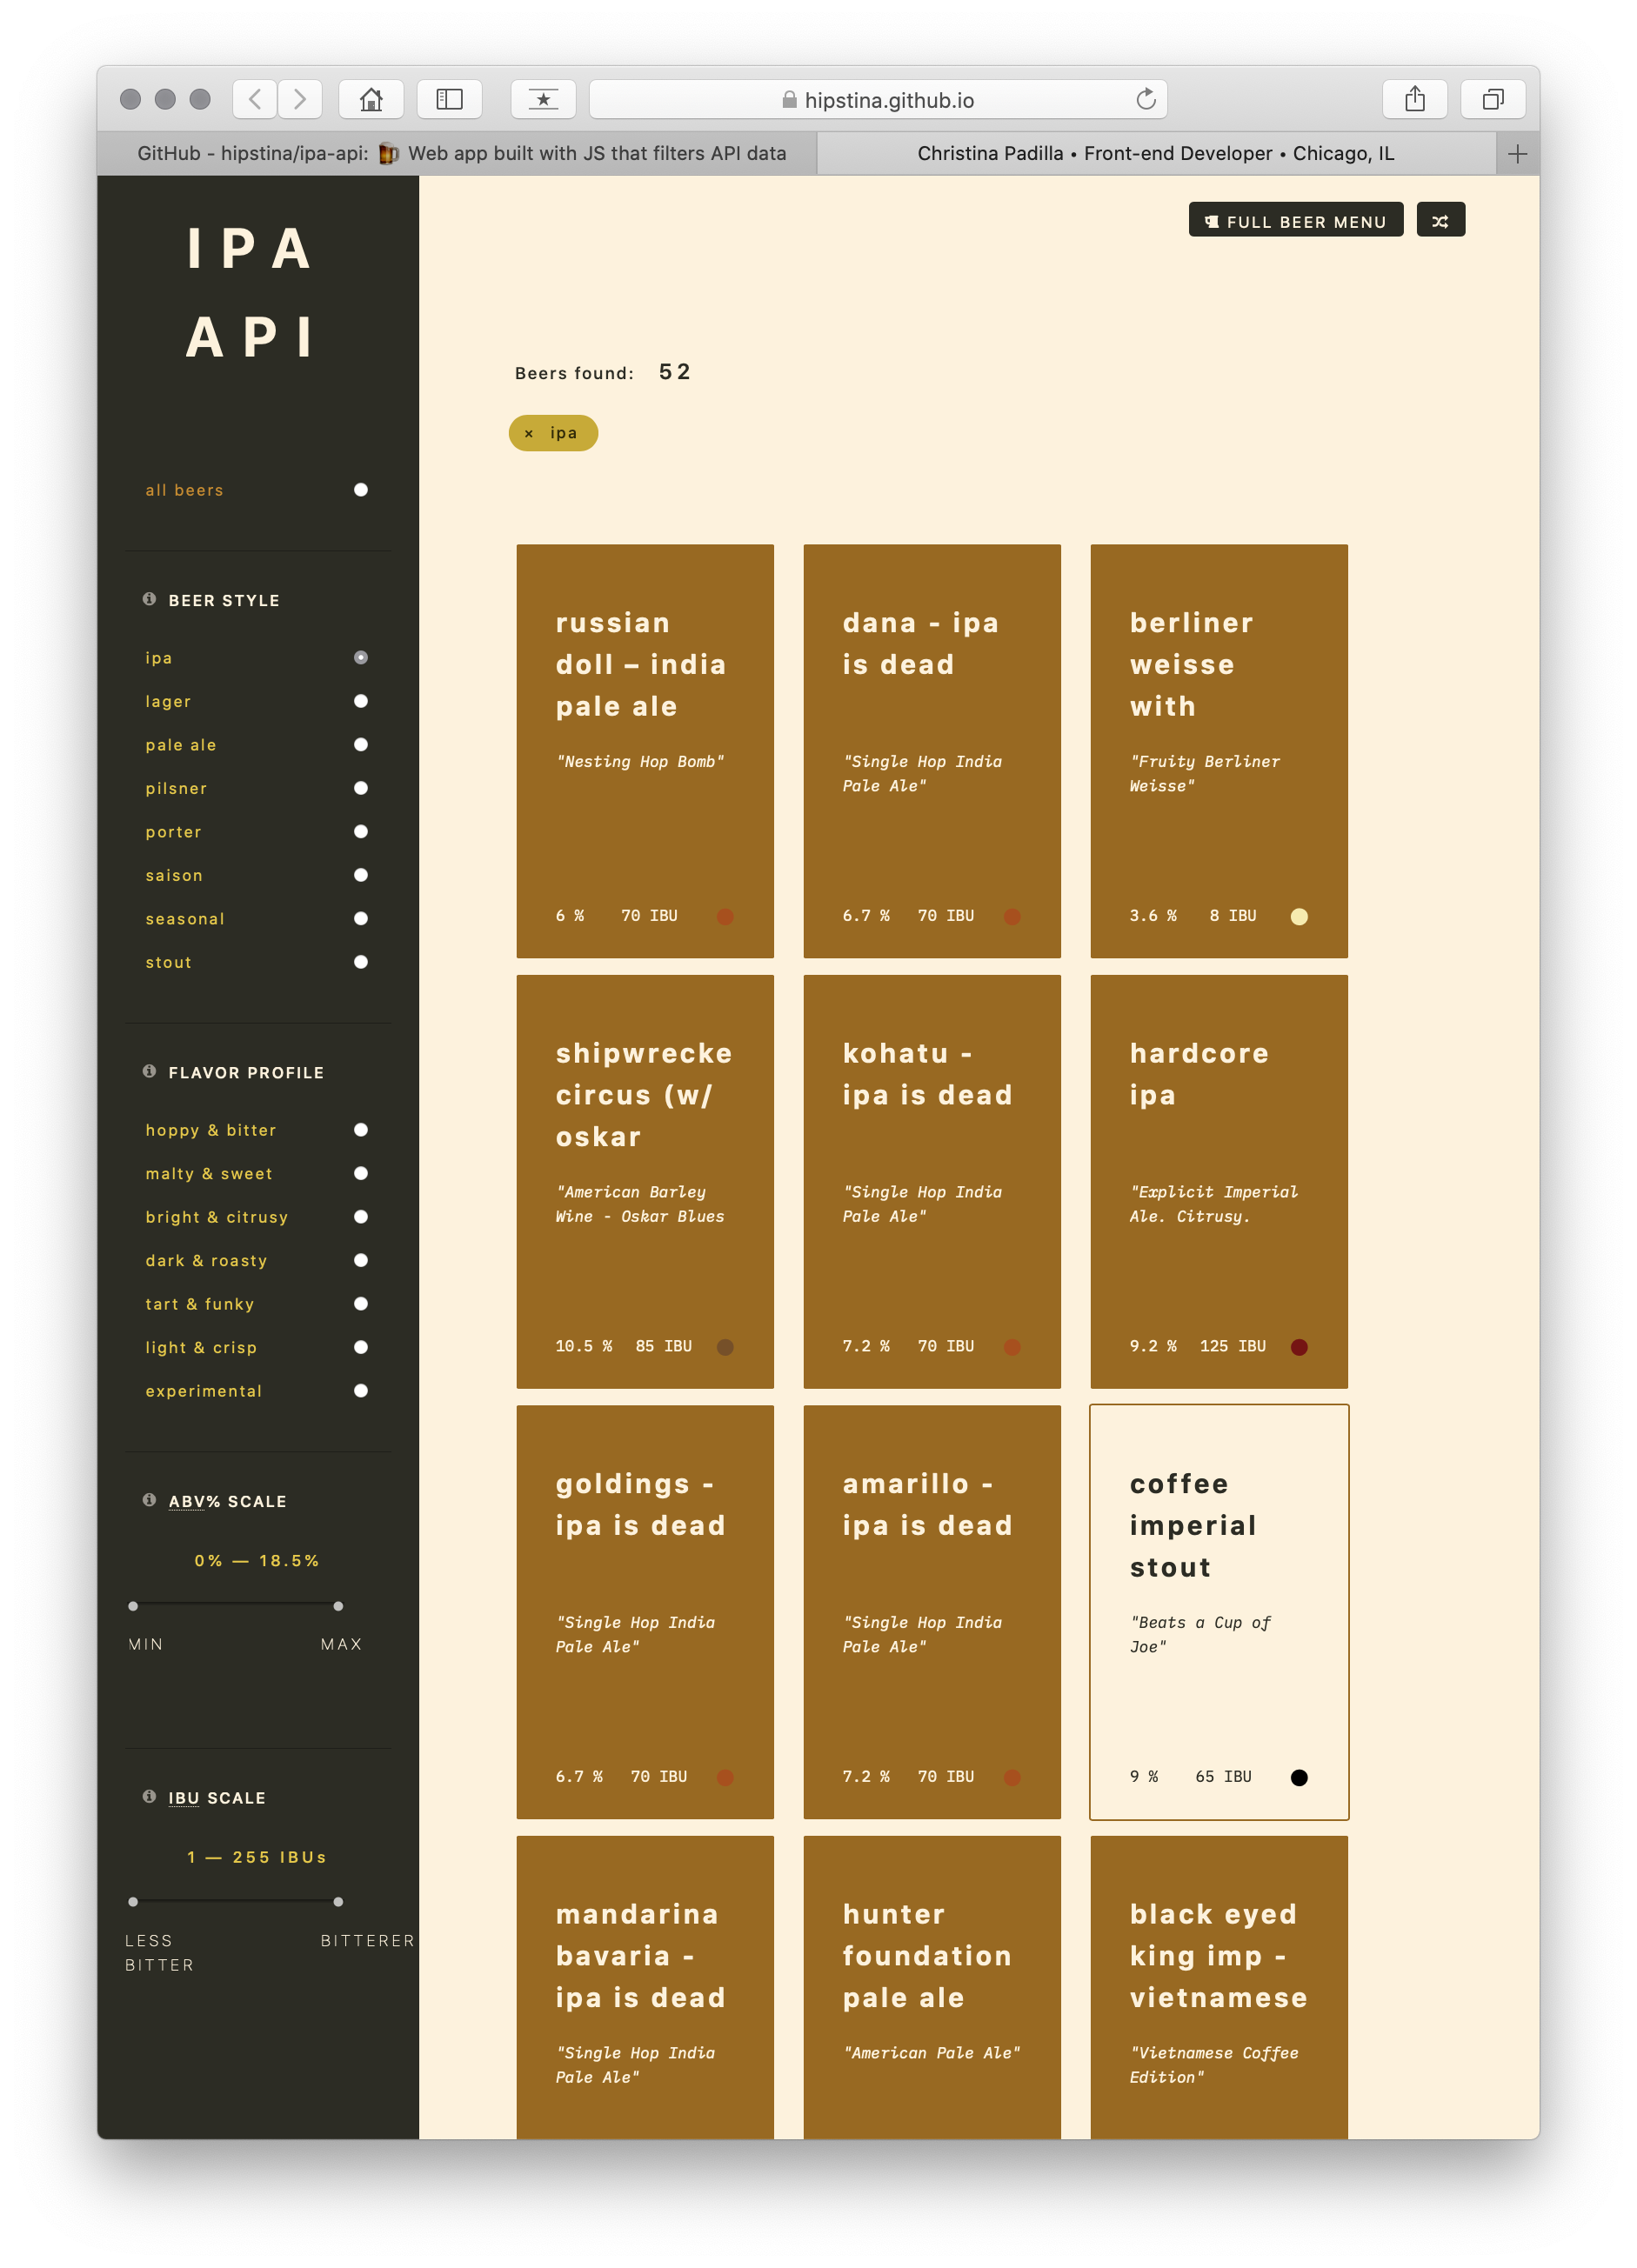 hipstina.github.io
GitHub - hipstina/ipa-api: 🍺 Web app built with JS that filters API data
Christina Padilla • Front-end Developer • Chicago, IL
IPA
API
all beers
BEER STYLE
ipa
lager
pale ale
pilsner
porter
saison
seasonal
stout
FLAVOR PROFILE
hoppy & bitter
malty & sweet
bright & citrusy
dark & roasty
tart & funky
light & crisp
experimental
ABV% SCALE
0% — 18.5%
MIN MAX
IBU SCALE
1 — 255 IBUs
LESS BITTERER
BITTER
FULL BEER MENU
Beers found: 52
× ipa
russian
doll – india
pale ale
"Nesting Hop Bomb"
6 % 70 IBU
dana - ipa
is dead
"Single Hop India
Pale Ale"
6.7 % 70 IBU
berliner
weisse
with
"Fruity Berliner
Weisse"
3.6 % 8 IBU
shipwrecke
circus (w/
oskar
"American Barley
Wine - Oskar Blues
10.5 % 85 IBU
kohatu -
ipa is dead
"Single Hop India
Pale Ale"
7.2 % 70 IBU
hardcore
ipa
"Explicit Imperial
Ale. Citrusy.
9.2 % 125 IBU
goldings -
ipa is dead
"Single Hop India
Pale Ale"
6.7 % 70 IBU
amarillo -
ipa is dead
"Single Hop India
Pale Ale"
7.2 % 70 IBU
coffee
imperial
stout
"Beats a Cup of
Joe"
9 % 65 IBU
mandarina
bavaria -
ipa is dead
"Single Hop India
Pale Ale"
hunter
foundation
pale ale
"American Pale Ale"
black eyed
king imp -
vietnamese
"Vietnamese Coffee
Edition"